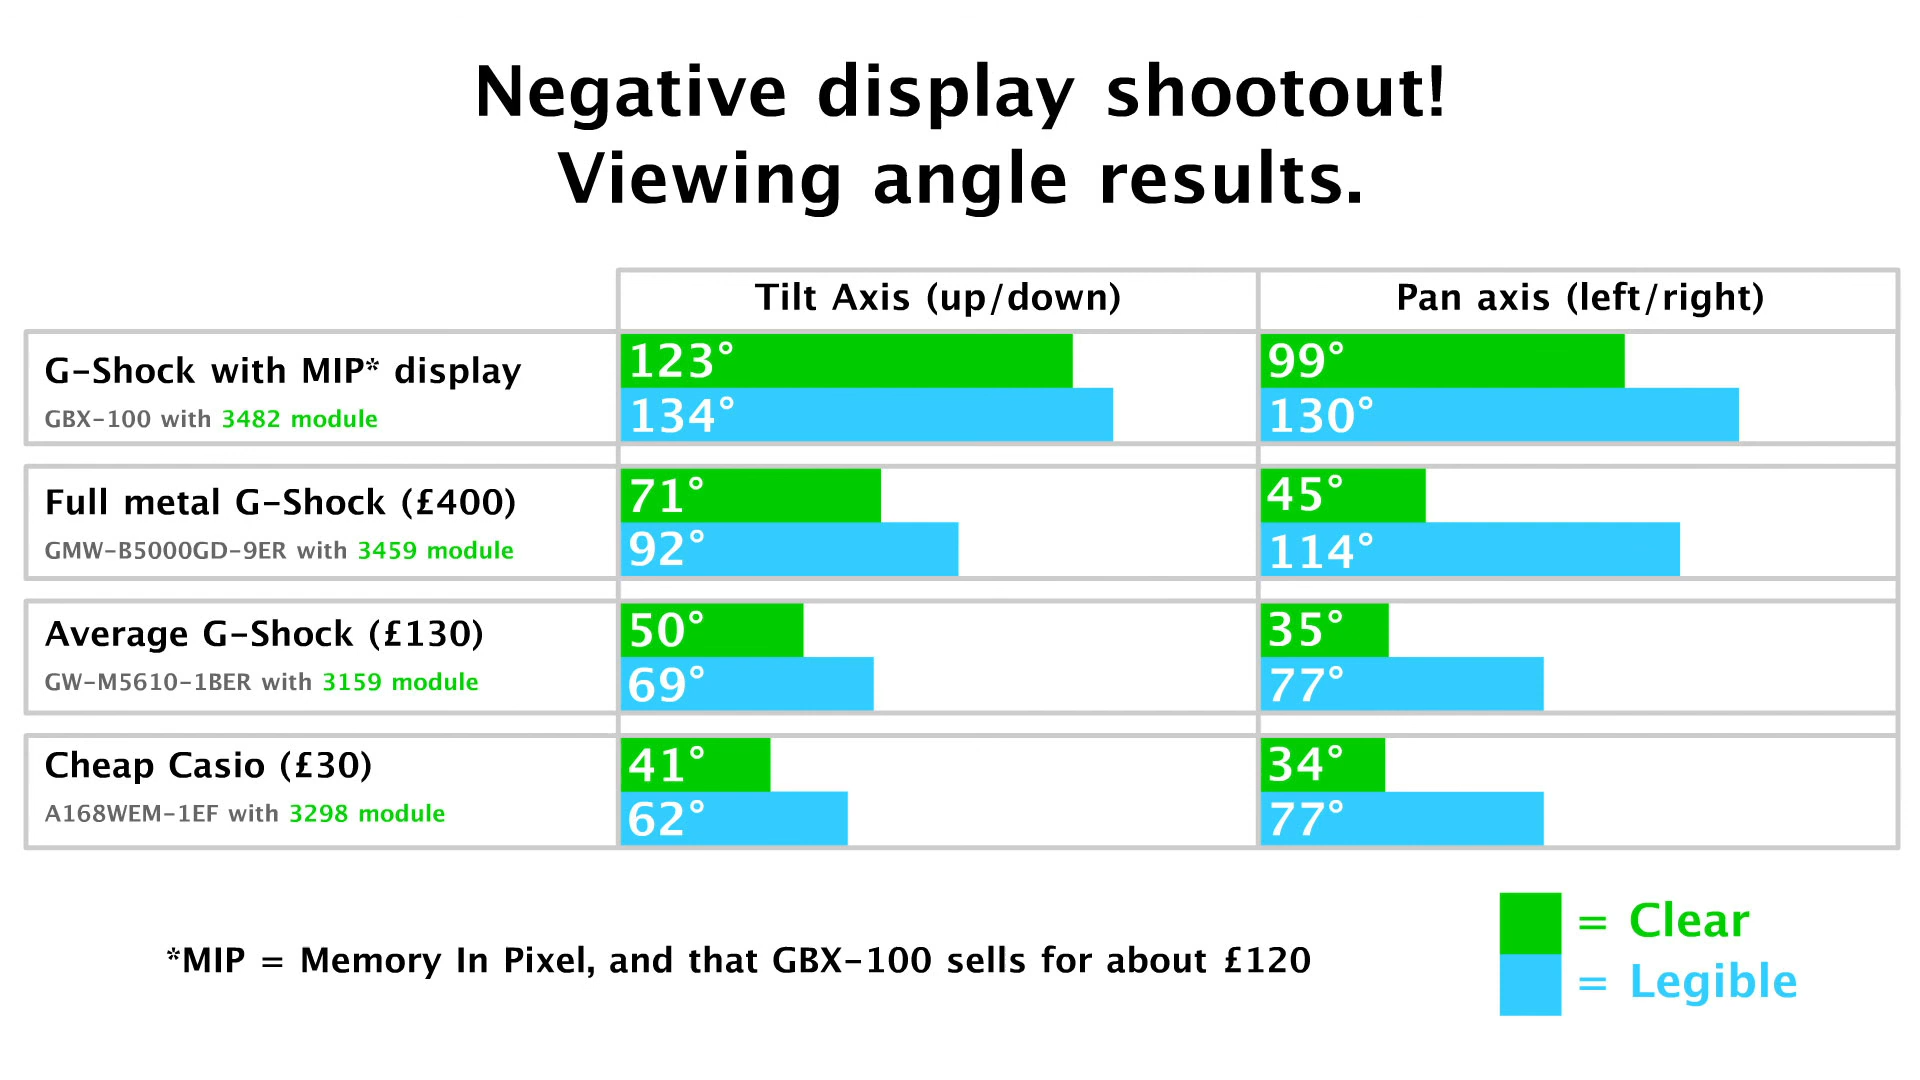 Negative display shootout!
Viewing angle results.
Tilt Axis (up/down)
Pan axis (left/right)
G-Shock with MIP* display
GBX-100 with 3482 module
123°
134°
99°
130°
Full metal G-Shock (£400)
GMW-B5000GD-9ER with 3459 module
71°
92°
45°
114°
Average G-Shock (£130)
GW-M5610-1BER with 3159 module
50°
69°
35°
77°
Cheap Casio (£30)
A168WEM-1EF with 3298 module
41°
62°
34°
77°
*MIP = Memory In Pixel, and that GBX-100 sells for about £120
= Clear
= Legible